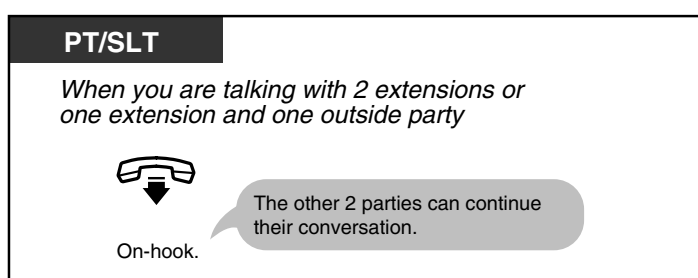 PT/SLT
When you are talking with 2 extensions or
one extension and one outside party
The other 2 parties can continue
their conversation.
On-hook.